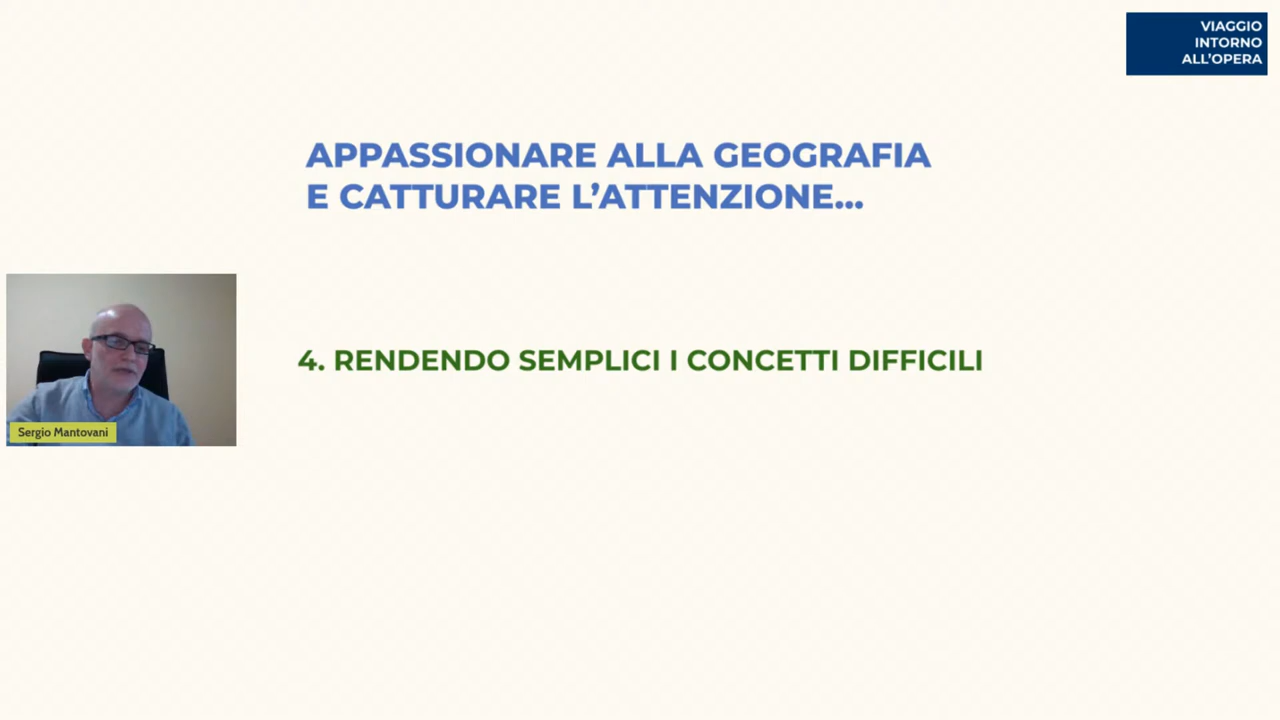 VIAGGIO
INTORNO
ALL'OPERA
APPASSIONARE ALLA GEOGRAFIA
E CATTURARE L'ATTENZIONE...
4. RENDENDO SEMPLICI I CONCETTI DIFFICILI
Sergio Mantovani